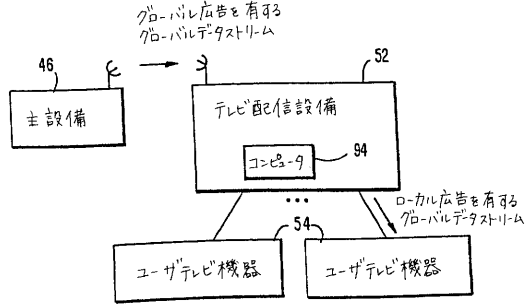 グローバル広告を有する
グローバルデータストリーム
46
52
主設備
テレビ配信設備
コンピュータ
94
...
ローカル広告を有する
グローバルデータストリーム
54
ユーザテレビ機器
ユーザテレビ機器